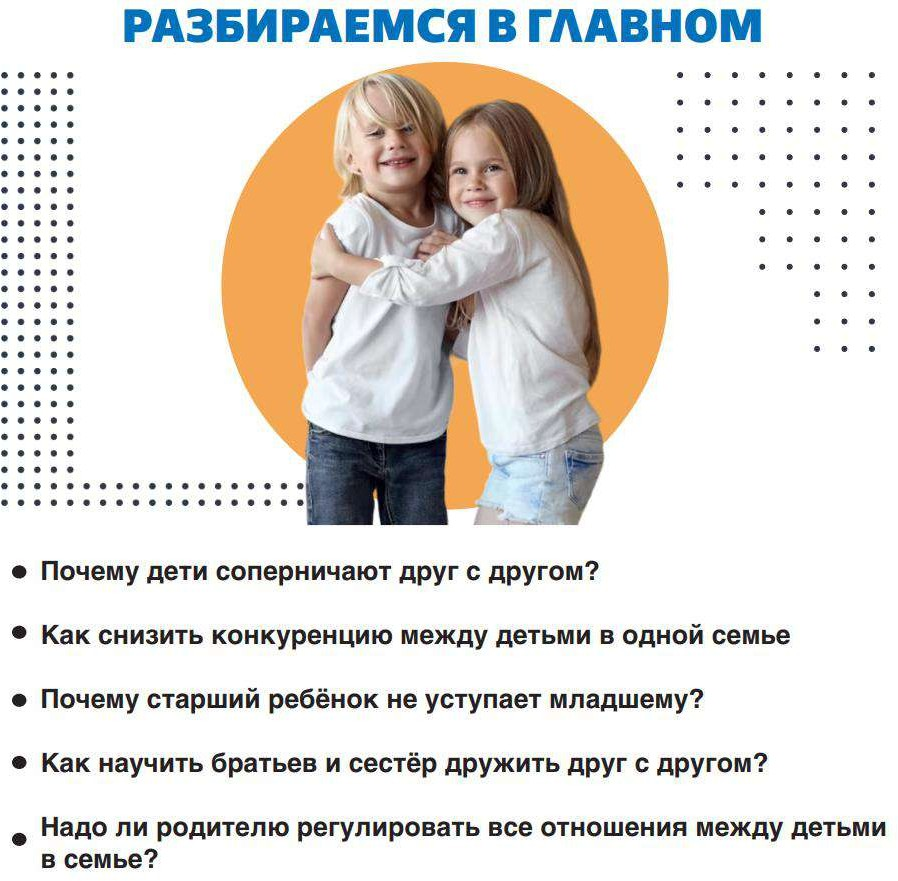 РАЗБИРАЕМСЯ В ГЛАВНОМ
• Почему дети соперничают друг с другом?
• Как снизить конкуренцию между детьми в одной семье
• Почему старший ребёнок не уступает младшему?
• Как научить братьев и сестёр дружить друг с другом?
• Надо ли родителю регулировать все отношения между детьми
в семье?